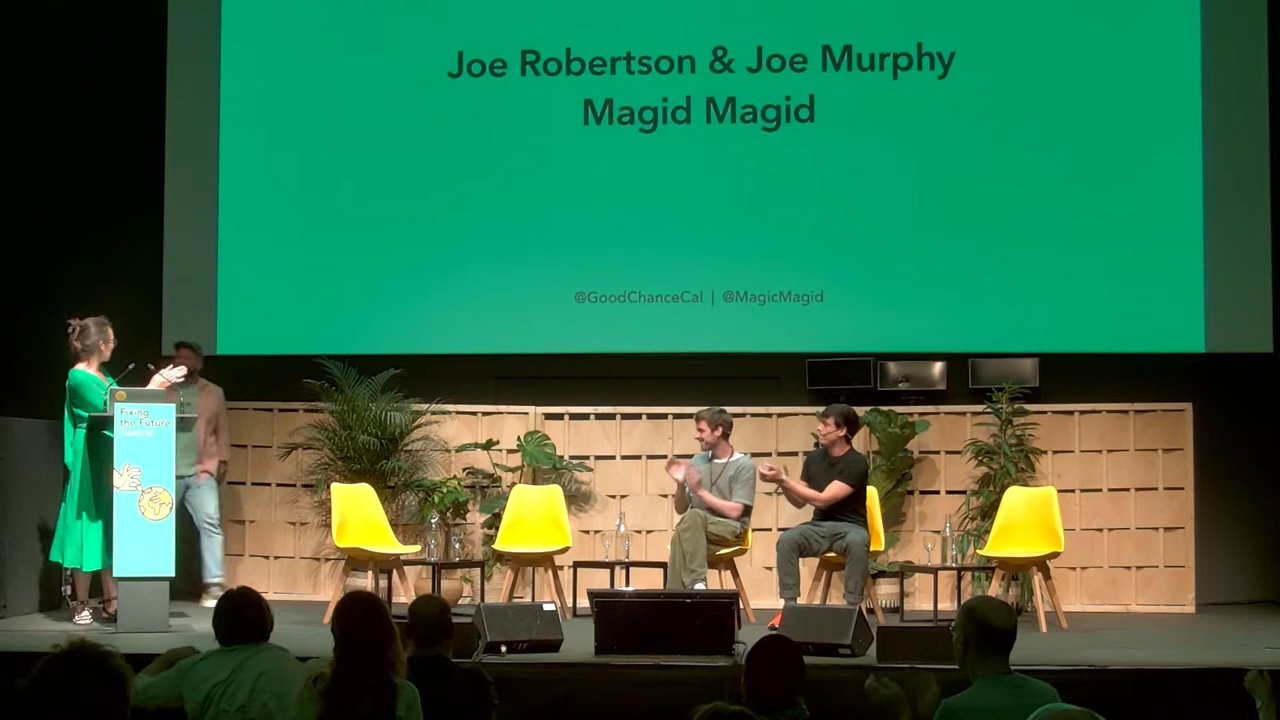 Joe Robertson & Joe Murphy
Magid Magid
@GoodChanceCal | @MagicMagid
Fixing
the Future